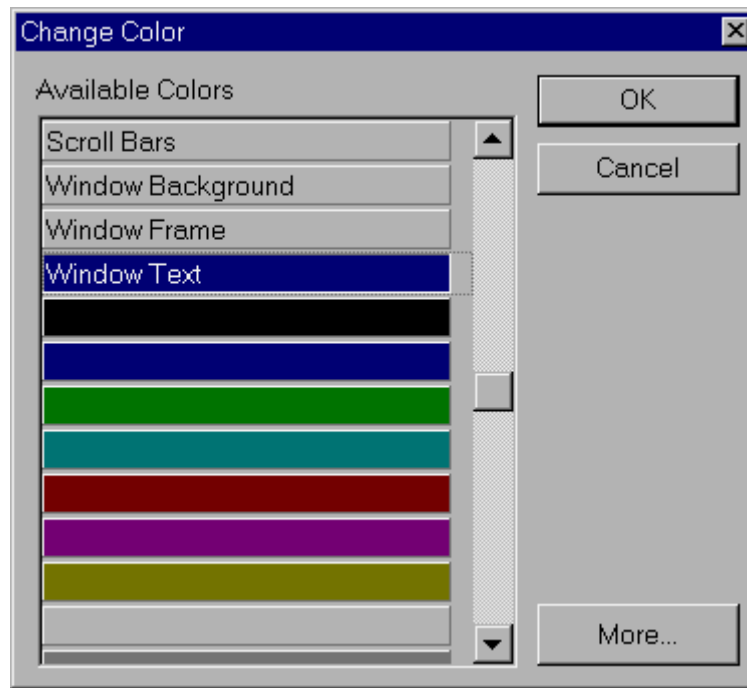 Change Color
Available Colors
Scroll Bars
Window Background
Window Frame
Window Text
OK
Cancel
More...